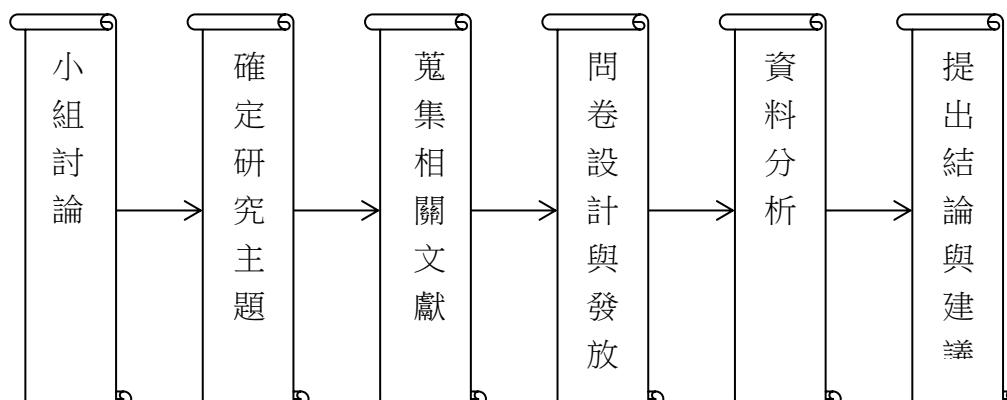 小組討論
確定研究主題
蒐集相關文獻
問卷設計與發放
資料分析
提出結論與建議